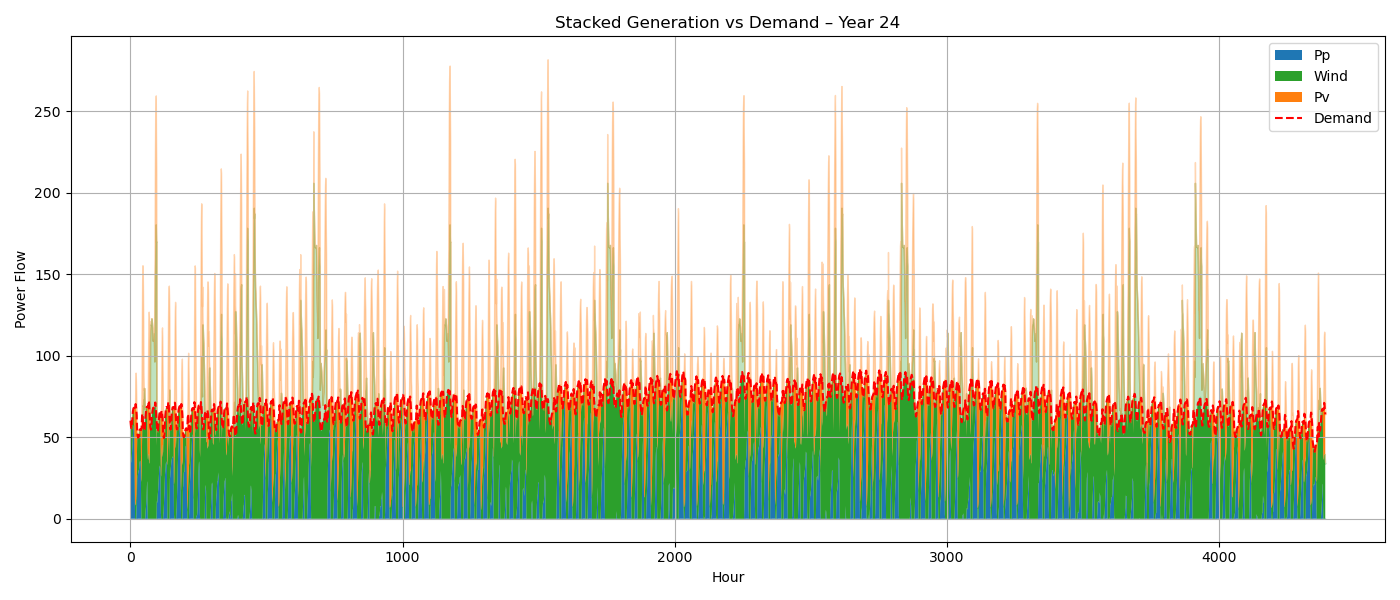 Stacked Generation vs Demand – Year 24
Power Flow
250
200
150
100
50
0
0 1000 2000 3000 4000
Hour
Pp
Wind
Pv
Demand